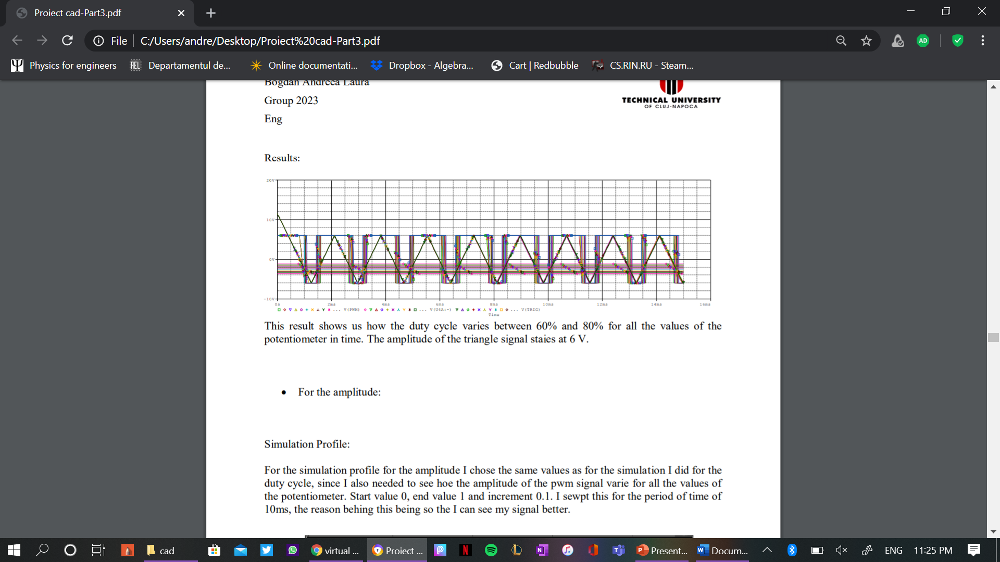 Proiect cad-Part3.pdf
File C:/Users/andre/Desktop/Proiect%20cad-Part3.pdf
AD
Physics for engineers
REL Departamentul de...
Online documentati...
Dropbox - Algebra...
Cart | Redbubble
CS.RIN.RU - Steam...
Bogdan Andreea Laura
Group 2023
Eng
TECHNICAL UNIVERSITY
OF CLUJ-NAPOCA
Results:
20V
10V
0V
-10V
0s 2ms 4ms 6ms 8ms 10ms 12ms 14ms 16ms
... V(PWM) ... V(U4A:-) ... V(TRIG)
Time
This result shows us how the duty cycle varies between 60% and 80% for all the values of the
potentiometer in time. The amplitude of the triangle signal staies at 6 V.
• For the amplitude:
Simulation Profile:
For the simulation profile for the amplitude I chose the same values as for the simulation I did for the
duty cycle, since I also needed to see hoe the amplitude of the pwm signal varie for all the values of
the potentiometer. Start value 0, end value 1 and increment 0.1. I sewpt this for the period of time of
10ms, the reason behing this being so the I can see my signal better.
cad
virtual ...
Proiect ...
Present...
Docum...
ENG
11:25 PM